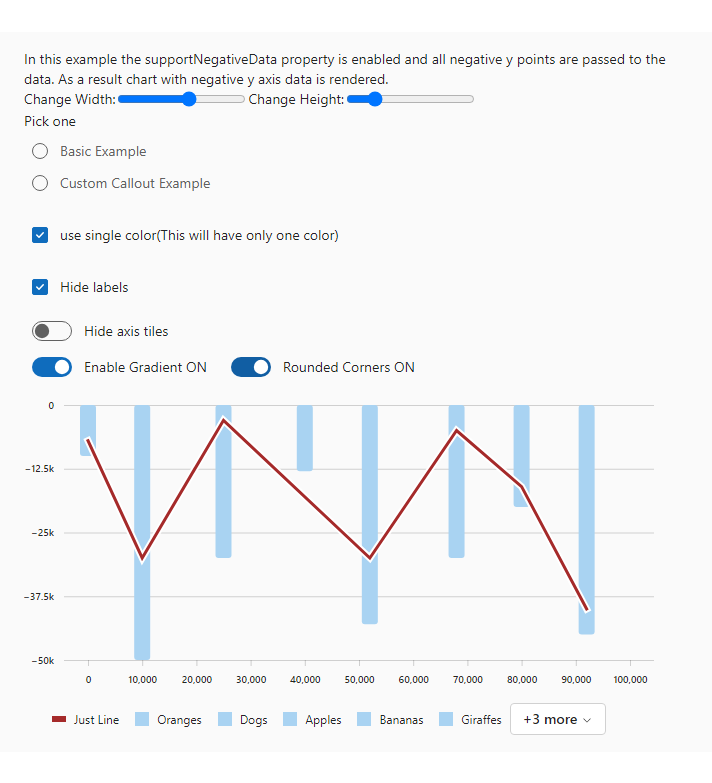 In this example the supportNegativeData property is enabled and all negative y points are passed to the
data. As a result chart with negative y axis data is rendered.
Change Width: Change Height:
Pick one
Basic Example
Custom Callout Example
use single color(This will have only one color)
Hide labels
Hide axis tiles
Enable Gradient ON Rounded Corners ON
0
−12.5k
−25k
−37.5k
−50k
0 10,000 20,000 30,000 40,000 50,000 60,000 70,000 80,000 90,000 100,000
Just Line Oranges Dogs Apples Bananas Giraffes +3 more